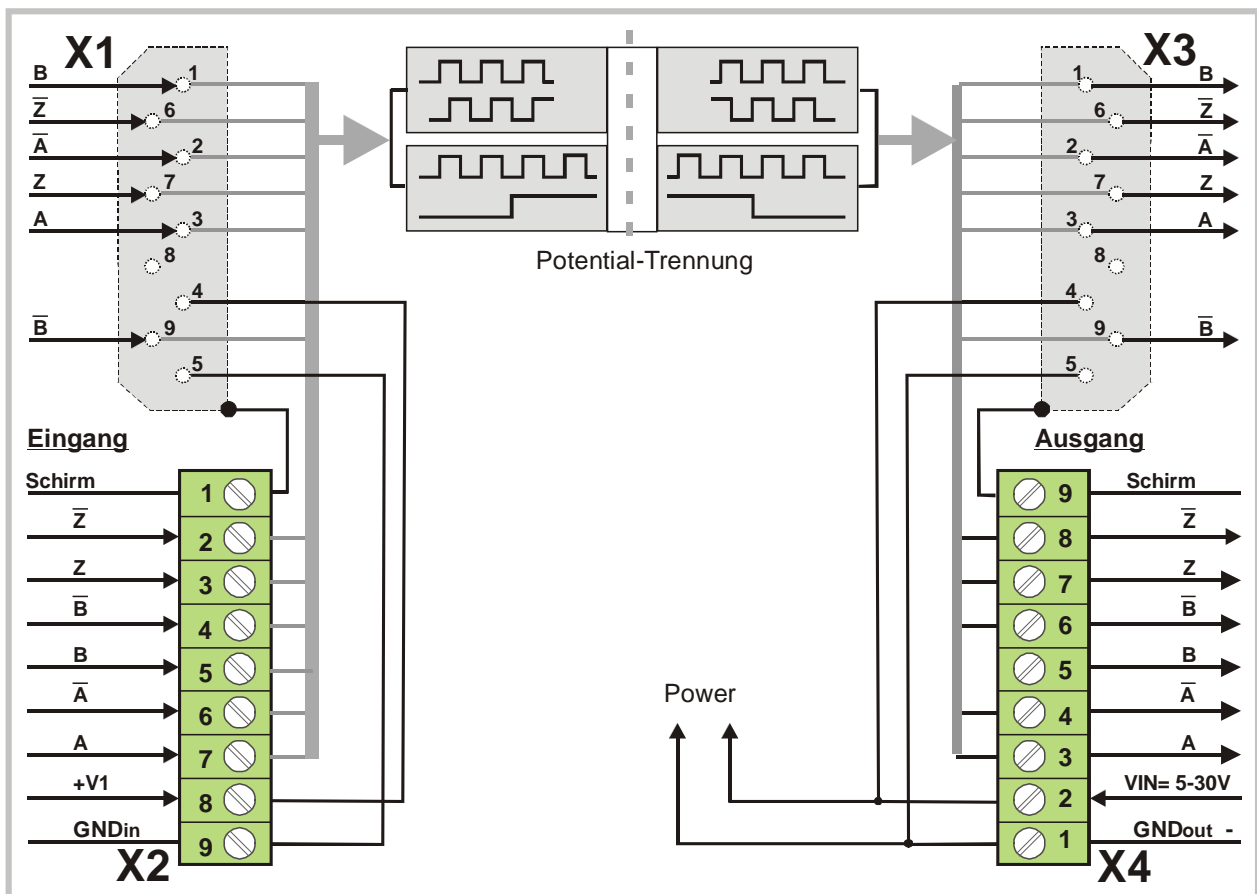 X1
B
1
Z̅
6
A̅
2
Z
7
A
3
8
4
B̅
9
5
Potential-Trennung
X3
1
B
6
Z̅
2
A̅
7
Z
3
A
8
4
9
B̅
5
Eingang
Schirm
1
Z̅
2
Z
3
B̅
4
B
5
A̅
6
A
7
+V1
8
GNDin
9
X2
Power
Ausgang
9
Schirm
8
Z̅
7
Z
6
B̅
5
B
4
A̅
3
A
2
VIN= 5-30V
1
GNDout -
X4